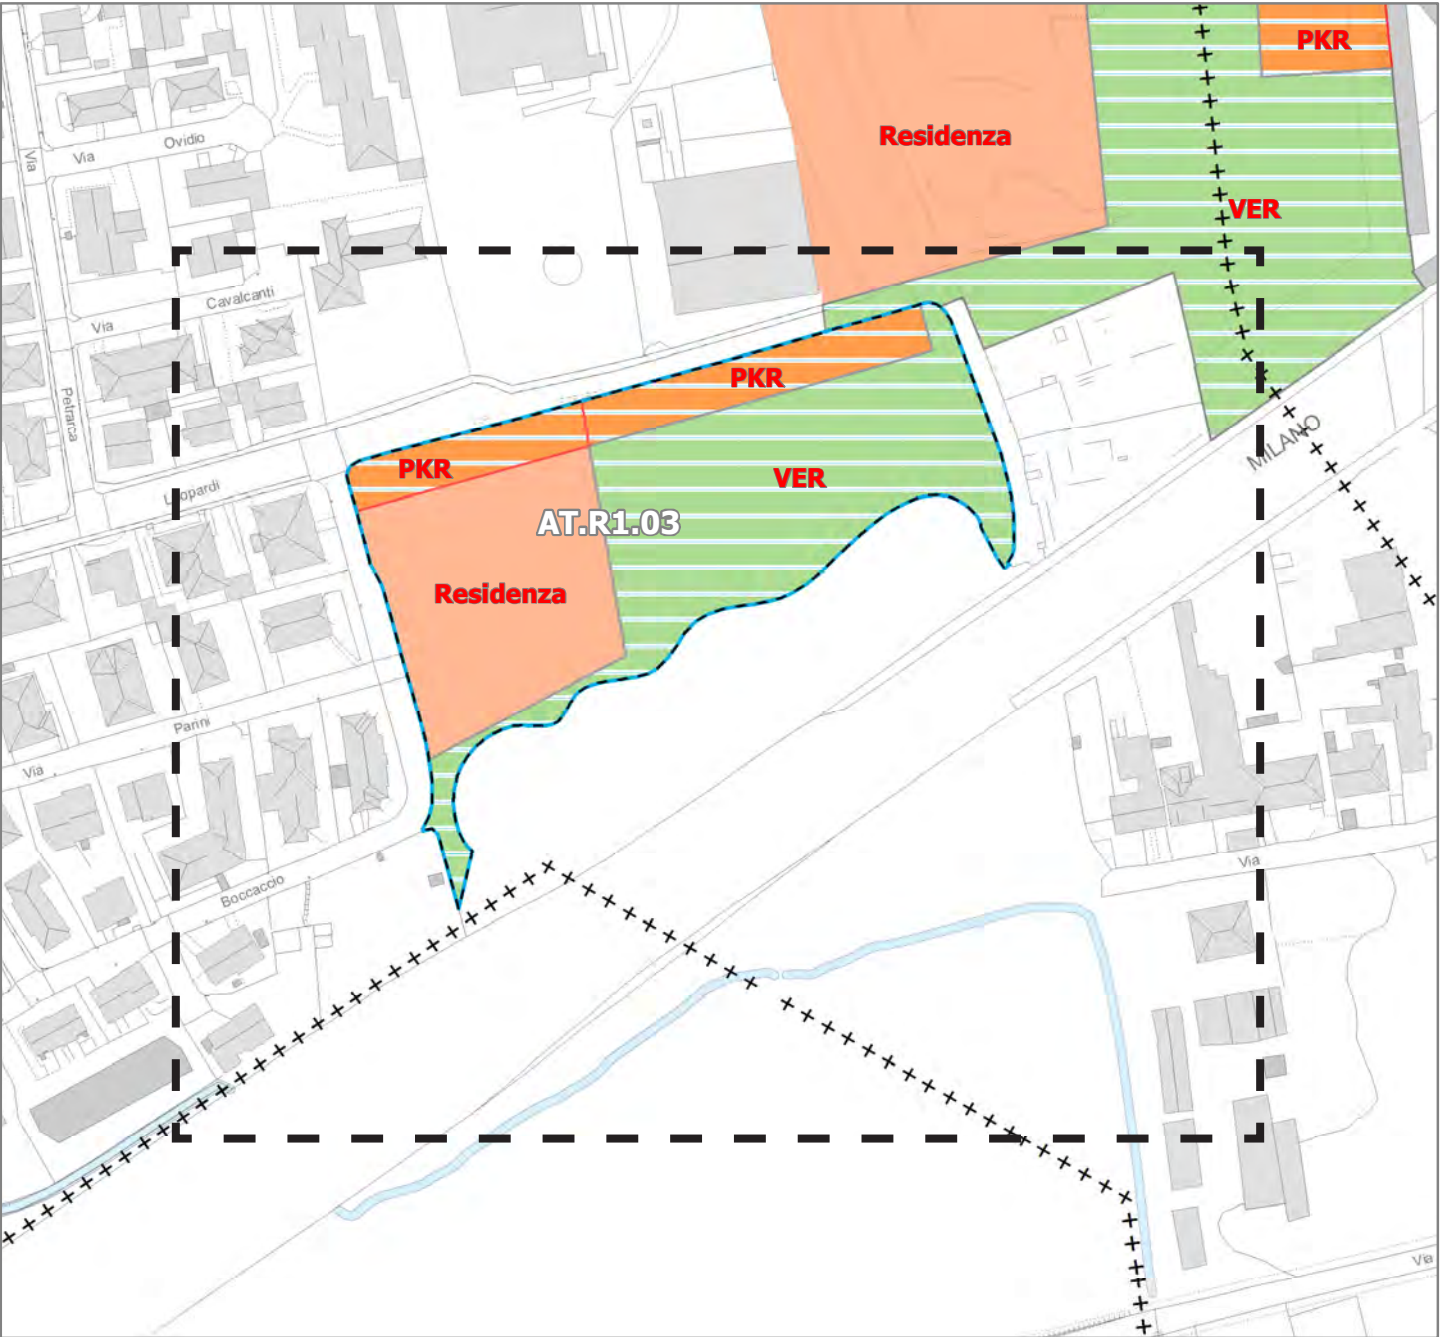 PKR
Residenza
Via
Ovidio
Via
VER
Cavalcanti
Via
PKR
Petrarca
MILANO
PKR
VER
Leopardi
AT.R1.03
Residenza
Parini
Via
Via
Boccaccio
Via